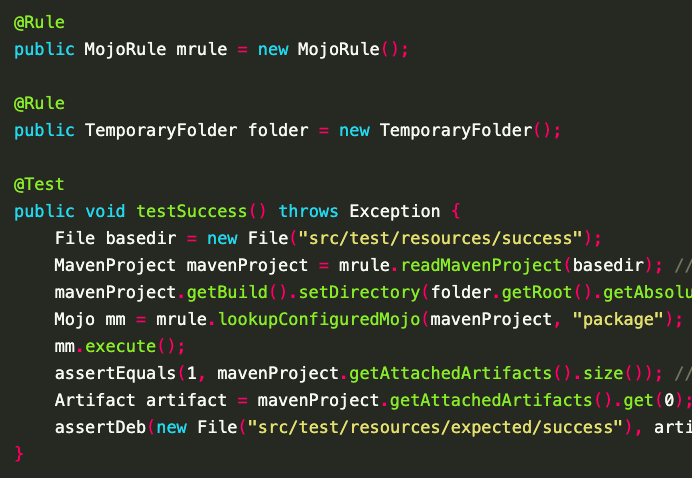 @Rule
public MojoRule mrule = new MojoRule();
@Rule
public TemporaryFolder folder = new TemporaryFolder();
@Test
public void testSuccess() throws Exception {
    File basedir = new File("src/test/resources/success");
    MavenProject mavenProject = mrule.readMavenProject(basedir); //
    mavenProject.getBuild().setDirectory(folder.getRoot().getAbsolu
    Mojo mm = mrule.lookupConfiguredMojo(mavenProject, "package");
    mm.execute();
    assertEquals(1, mavenProject.getAttachedArtifacts().size()); //
    Artifact artifact = mavenProject.getAttachedArtifacts().get(0);
    assertDeb(new File("src/test/resources/expected/success"), arti
}